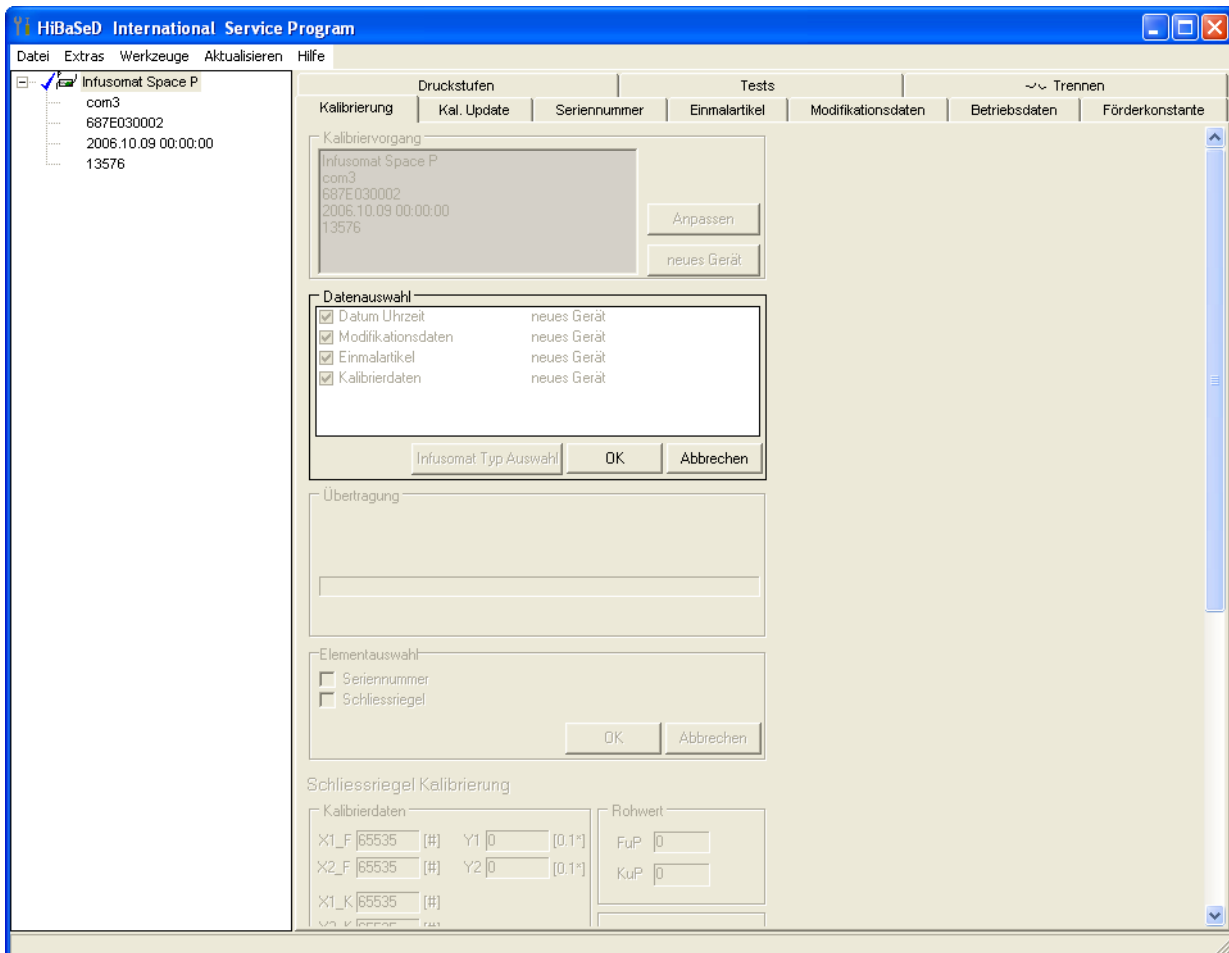 HiBaSeD International Service Program
Datei Extras Werkzeuge Aktualisieren Hilfe
Infusomat Space P
com3
687E030002
2006.10.09 00:00:00
13576
Druckstufen Tests Trennen
Kalibrierung Kal. Update Seriennummer Einmalartikel Modifikationsdaten Betriebsdaten Förderkonstante
Kalibriervorgang
Infusomat Space P
com3
687E030002
2006.10.09 00:00:00
13576
Anpassen
neues Gerät
Datenauswahl
Datum Uhrzeit neues Gerät
Modifikationsdaten neues Gerät
Einmalartikel neues Gerät
Kalibrierdaten neues Gerät
Infusomat Typ Auswahl OK Abbrechen
Übertragung
Elementauswahl
Seriennummer
Schliessriegel
OK Abbrechen
Schliessriegel Kalibrierung
Kalibrierdaten Rohwert
X1_F 65535 [#] Y1 0 [0.1°] FuP 0
X2_F 65535 [#] Y2 0 [0.1°] KuP 0
X1_K 65535 [#]